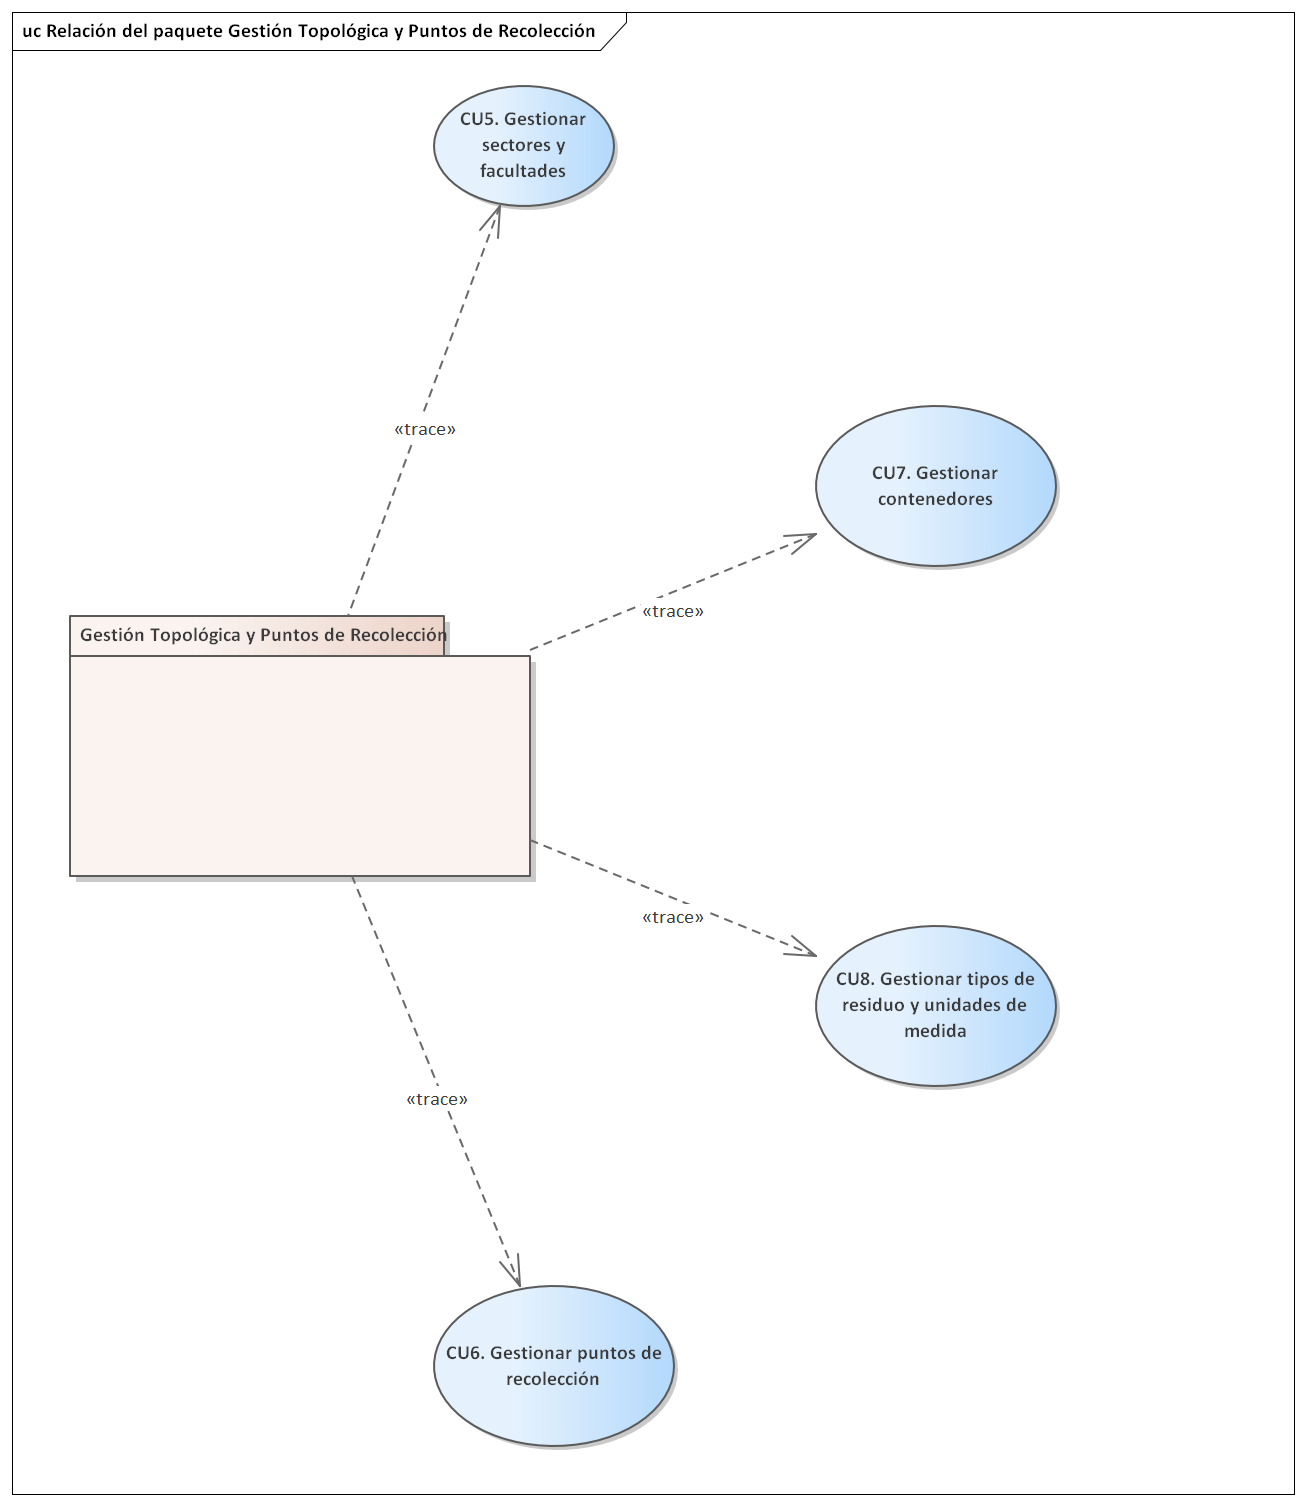 uc Relación del paquete Gestión Topológica y Puntos de Recolección
CU5. Gestionar
sectores y
facultades
«trace»
CU7. Gestionar
contenedores
«trace»
Gestión Topológica y Puntos de Recolección
«trace»
CU8. Gestionar tipos de
residuo y unidades de
medida
«trace»
CU6. Gestionar puntos de
recolección